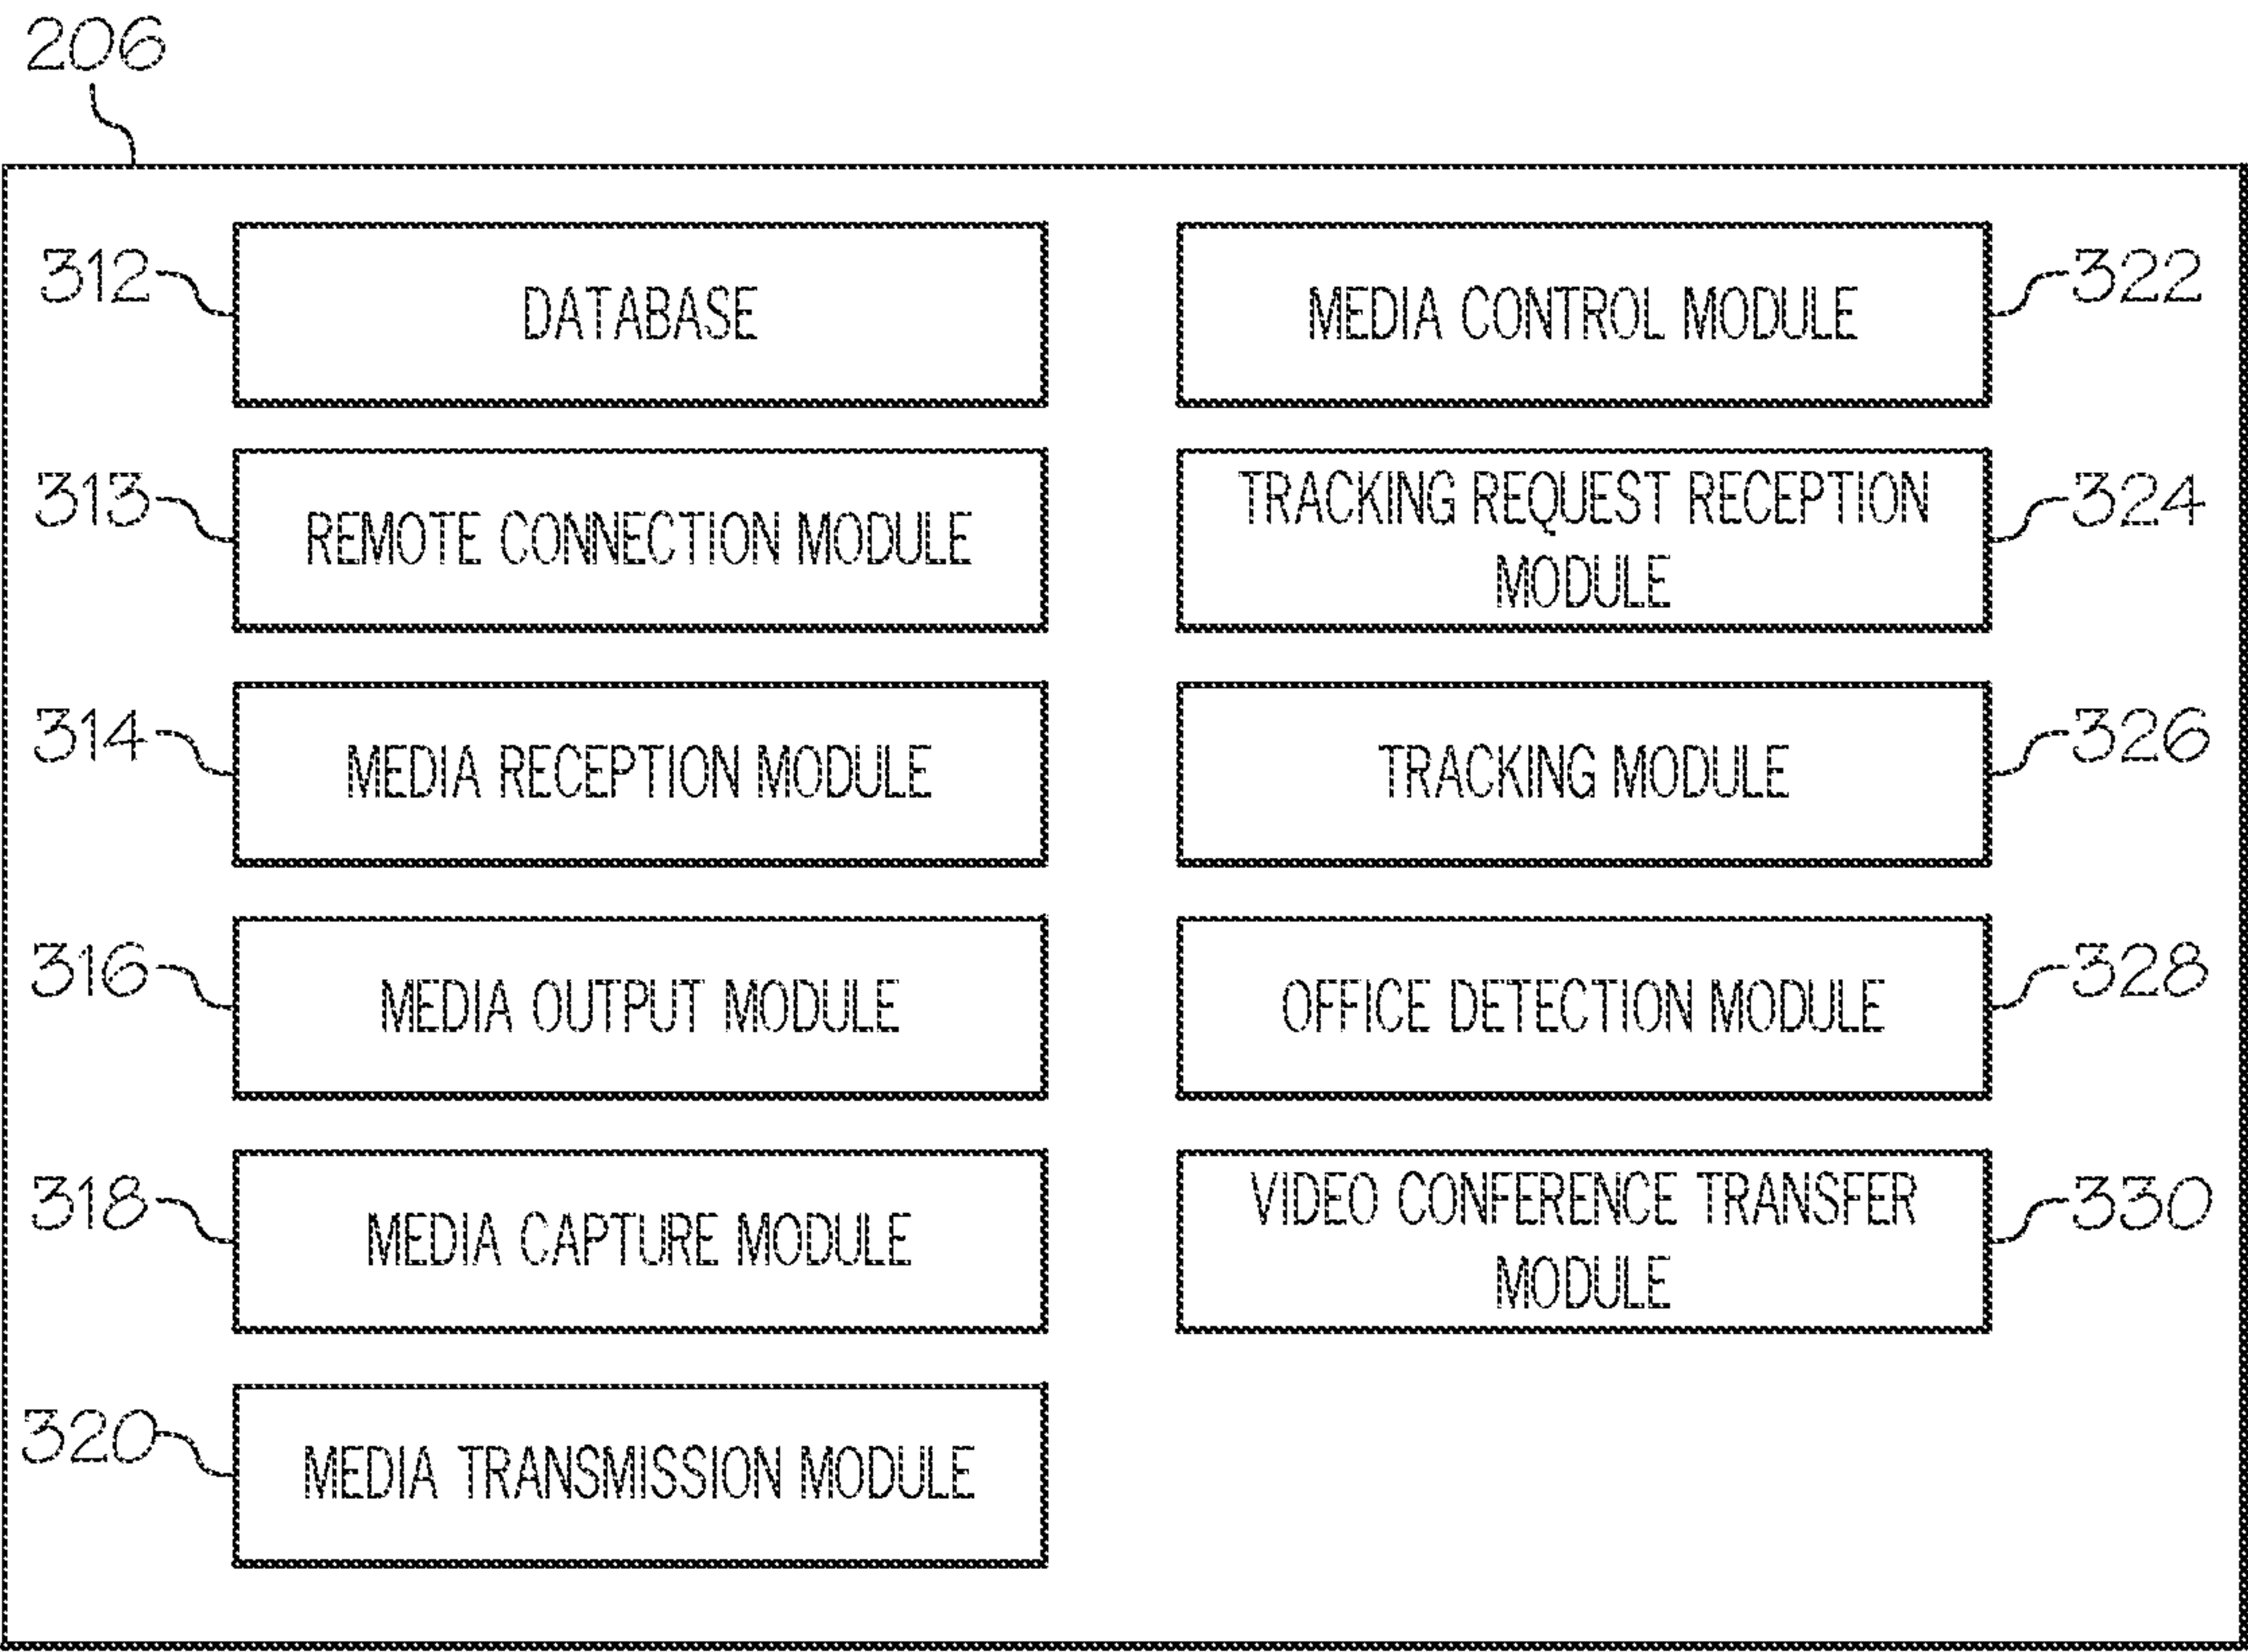 206
312
DATABASE
313
REMOTE CONNECTION MODULE
314
MEDIA RECEPTION MODULE
316
MEDIA OUTPUT MODULE
318
MEDIA CAPTURE MODULE
320
MEDIA TRANSMISSION MODULE
MEDIA CONTROL MODULE
322
TRACKING REQUEST RECEPTION
MODULE
324
TRACKING MODULE
326
OFFICE DETECTION MODULE
328
VIDEO CONFERENCE TRANSFER
MODULE
330